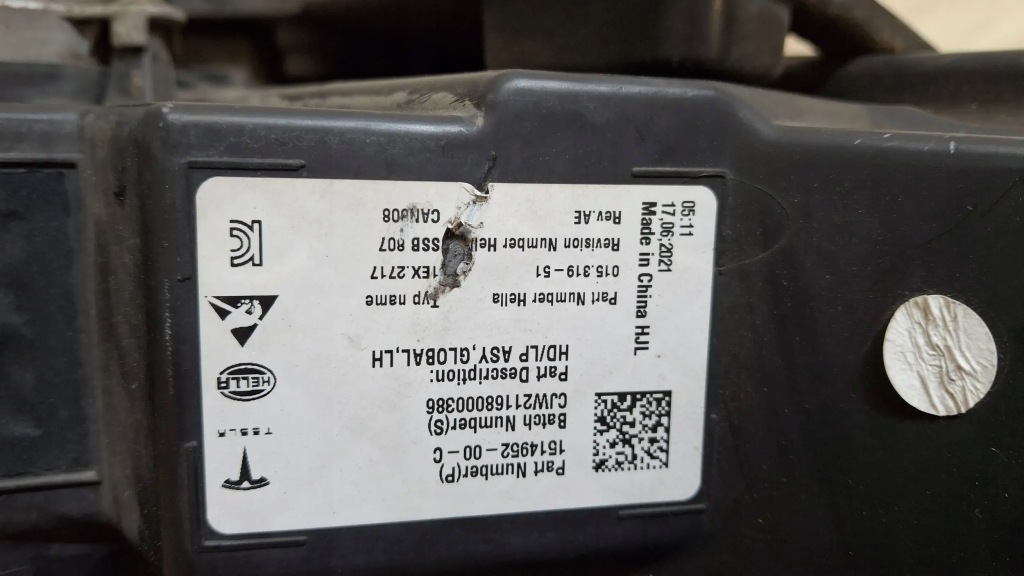 TESLA
HELLA
Part Number(P)
1514952-00-C
Batch Number(S)
CJW21168000386
Part Description:
HD/LP ASY,GLOBAL,LH
Part Number Hella
015.319-51
Revision Number Hella
Rev.AE
Typ name
1EX.2717
SSB 807
CAN608
05:11
17,06:2021
Made in China HJL